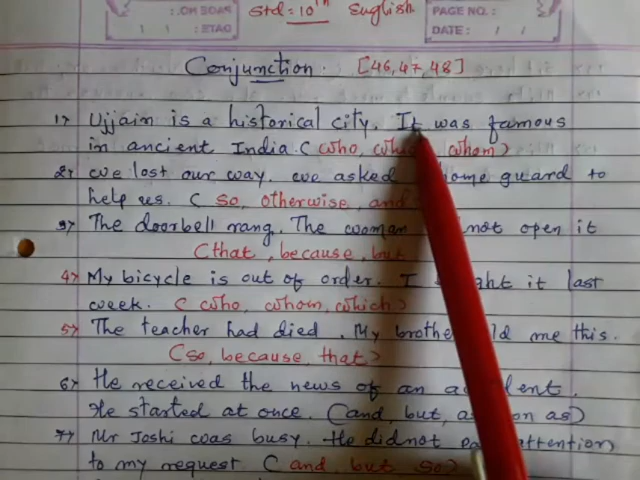 Std = 10th English
PAGE NO.:
DATE: / /
Conjunction. [46,47,48]
1) Ujjain is a historical city. It was famous
in ancient India. (who, which, whom)
2) we lost our way. we asked home guard to
help us. ( so, otherwise, and
3) The doorbell rang. The woman not open it
(that, because, but
4) My bicycle is out of order. I it last
week. ( who, whom, which)
5) The teacher had died. My brother me this.
(so, because, that)
6) He received the news of an
He started at once. (and, but, as)
7) Mr Joshi was busy. He didnot attention
to my request ( and but so)